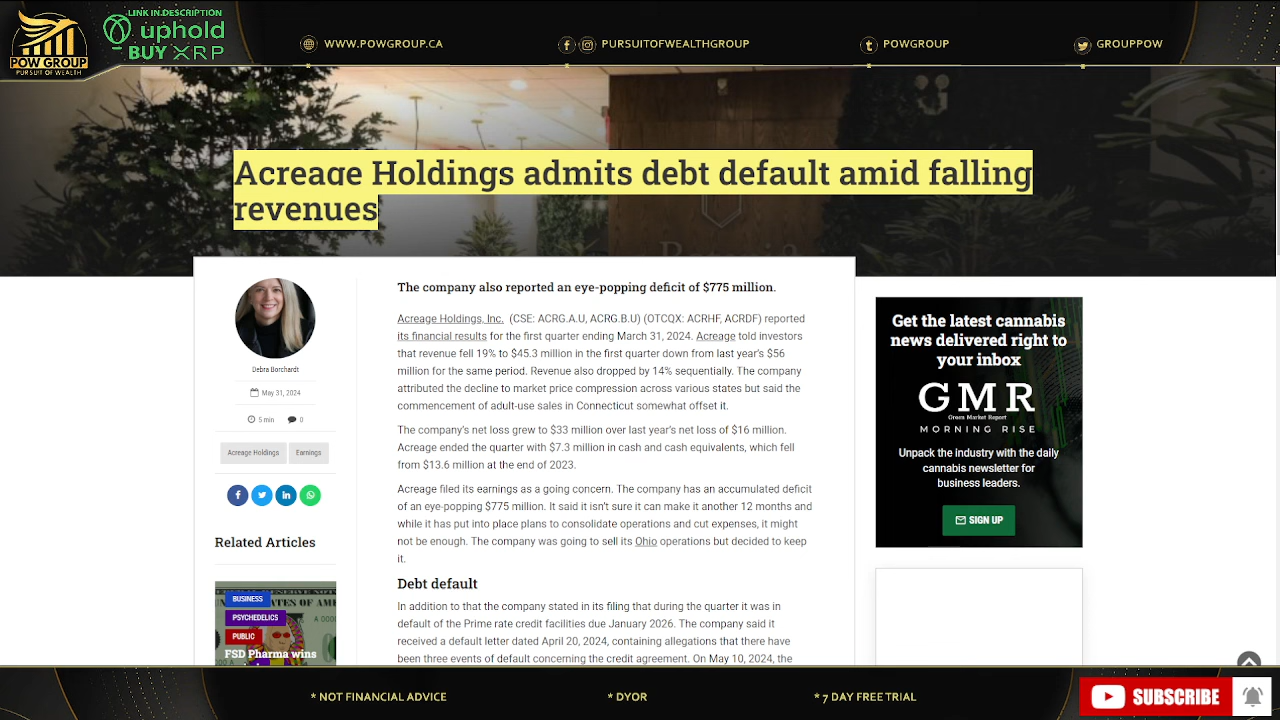 LINK IN DESCRIPTION
uphold
BUY XRP
POW GROUP
PURSUIT OF WEALTH
WWW.POWGROUP.CA
PURSUITOFWEALTHGROUP
POWGROUP
GROUPPOW
Acreage Holdings admits debt default amid falling
revenues
Debra Borchardt
May 31, 2024
5 min
0
Acreage Holdings
Earnings
Related Articles
BUSINESS
PSYCHEDELICS
PUBLIC
FSD Pharma wins
The company also reported an eye-popping deficit of $775 million.
Acreage Holdings, Inc. (CSE: ACRG.A.U, ACRG.B.U) (OTCQX: ACRHF, ACRDF) reported
its financial results for the first quarter ending March 31, 2024. Acreage told investors
that revenue fell 19% to $45.3 million in the first quarter down from last year's $56
million for the same period. Revenue also dropped by 14% sequentially. The company
attributed the decline to market price compression across various states but said the
commencement of adult-use sales in Connecticut somewhat offset it.
The company's net loss grew to $33 million over last year's net loss of $16 million.
Acreage ended the quarter with $7.3 million in cash and cash equivalents, which fell
from $13.6 million at the end of 2023.
Acreage filed its earnings as a going concern. The company has an accumulated deficit
of an eye-popping $775 million. It said it isn't sure it can make it another 12 months and
while it has put into place plans to consolidate operations and cut expenses, it might
not be enough. The company was going to sell its Ohio operations but decided to keep
it.
Debt default
In addition to that the company stated in its filing that during the quarter it was in
default of the Prime rate credit facilities due January 2026. The company said it
received a default letter dated April 20, 2024, containing allegations that there have
been three events of default concerning the credit agreement. On May 10, 2024, the
Get the latest cannabis
news delivered right to
your inbox
GMR
Green Market Report
MORNING RISE
Unpack the industry with the daily
cannabis newsletter for
business leaders.
SIGN UP
* NOT FINANCIAL ADVICE
* DYOR
* 7 DAY FREE TRIAL
SUBSCRIBE